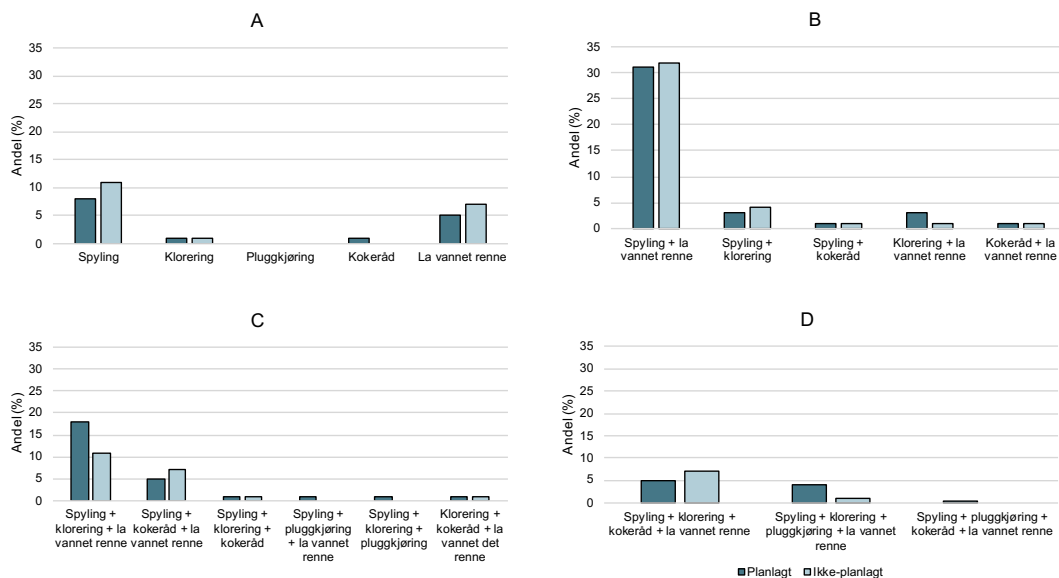 A
35
30
25
20
15
10
5
0
Andel (%)
Spyling
Klorering
Pluggkjøring
Kokeråd
La vannet renne
B
35
30
25
20
15
10
5
0
Andel (%)
Spyling + la
vannet renne
Spyling +
klorering
Spyling +
kokeråd
Klorering + la
vannet renne
Kokeråd + la
vannet renne
C
35
30
25
20
15
10
5
0
Andel (%)
Spyling +
klorering + la
vannet renne
Spyling +
kokeråd + la
vannet renne
Spyling +
klorering +
kokeråd
Spyling +
pluggkjøring
+ la vannet
renne
Spyling +
klorering +
pluggkjøring
Klorering +
kokeråd + la
vannet det
renne
D
35
30
25
20
15
10
5
0
Andel (%)
Spyling + klorering +
kokeråd + la vannet renne
Spyling + klorering +
pluggkjøring + la vannet
renne
Spyling + pluggkjøring +
kokeråd + la vannet renne
Planlagt
Ikke-planlagt